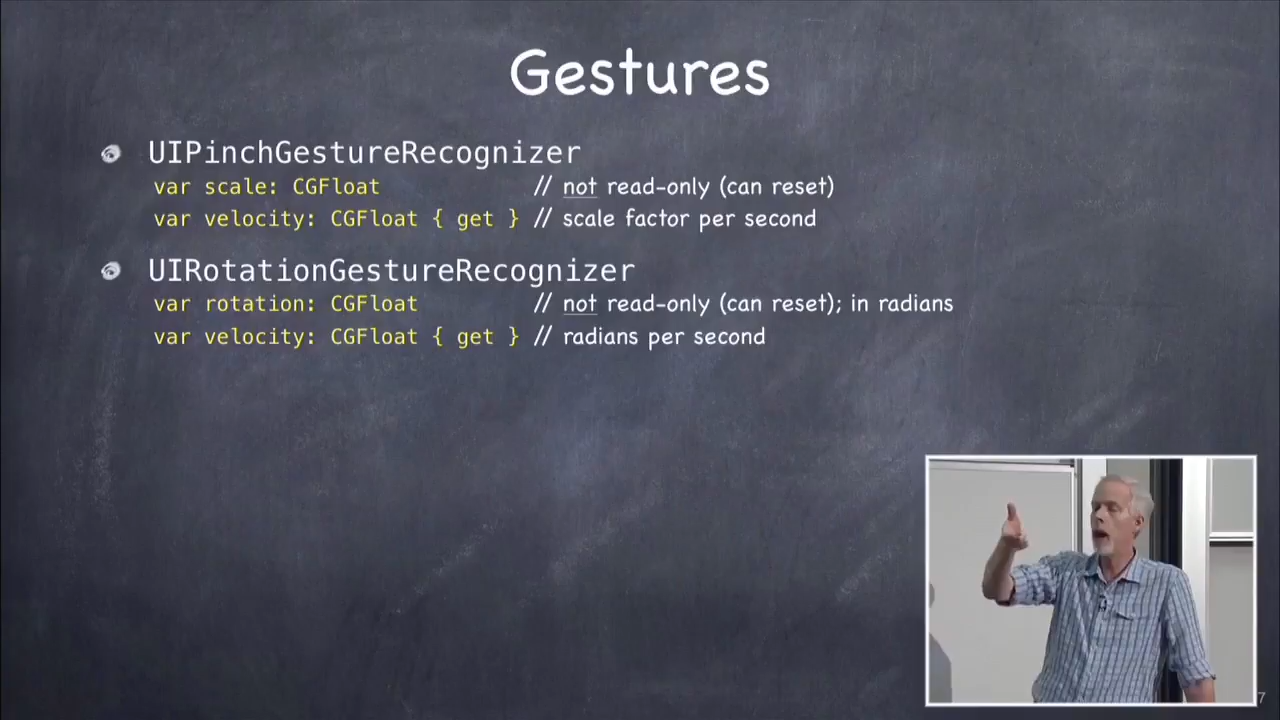 Gestures
UIPinchGestureRecognizer
var scale: CGFloat // not read-only (can reset)
var velocity: CGFloat { get } // scale factor per second
UIRotationGestureRecognizer
var rotation: CGFloat // not read-only (can reset); in radians
var velocity: CGFloat { get } // radians per second
7